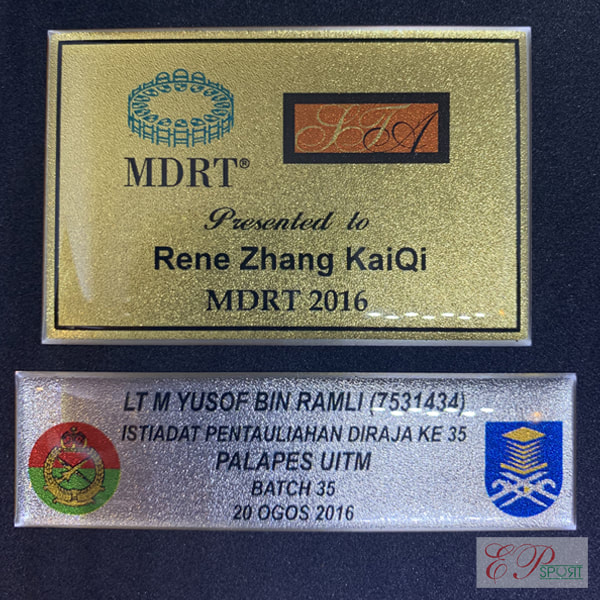 MDRT®
STA
Presented to
Rene Zhang KaiQi
MDRT 2016
LT M YUSOF BIN RAMLI (7531434)
ISTIADAT PENTAULIAHAN DIRAJA KE 35
PALAPES UITM
BATCH 35
20 OGOS 2016
EP
SPORT